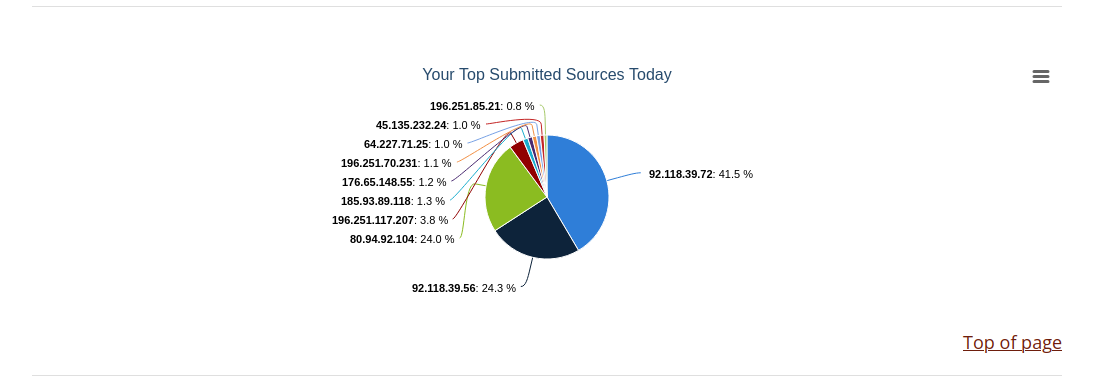 Your Top Submitted Sources Today
196.251.85.21: 0.8 %
45.135.232.24: 1.0 %
64.227.71.25: 1.0 %
196.251.70.231: 1.1 %
92.118.39.72: 41.5 %
176.65.148.55: 1.2 %
185.93.89.118: 1.3 %
196.251.117.207: 3.8 %
80.94.92.104: 24.0 %
92.118.39.56: 24.3 %
Top of page